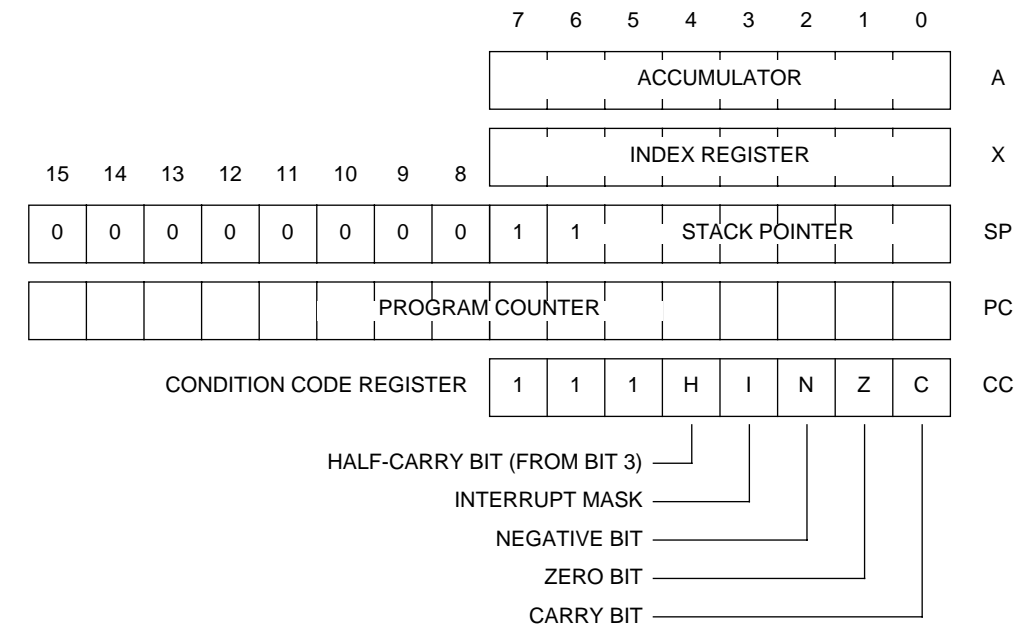 7 6 5 4 3 2 1 0
ACCUMULATOR A
INDEX REGISTER X
15 14 13 12 11 10 9 8
0 0 0 0 0 0 0 0 1 1 STACK POINTER SP
PROGRAM COUNTER PC
CONDITION CODE REGISTER 1 1 1 H I N Z C CC
HALF-CARRY BIT (FROM BIT 3)
INTERRUPT MASK
NEGATIVE BIT
ZERO BIT
CARRY BIT